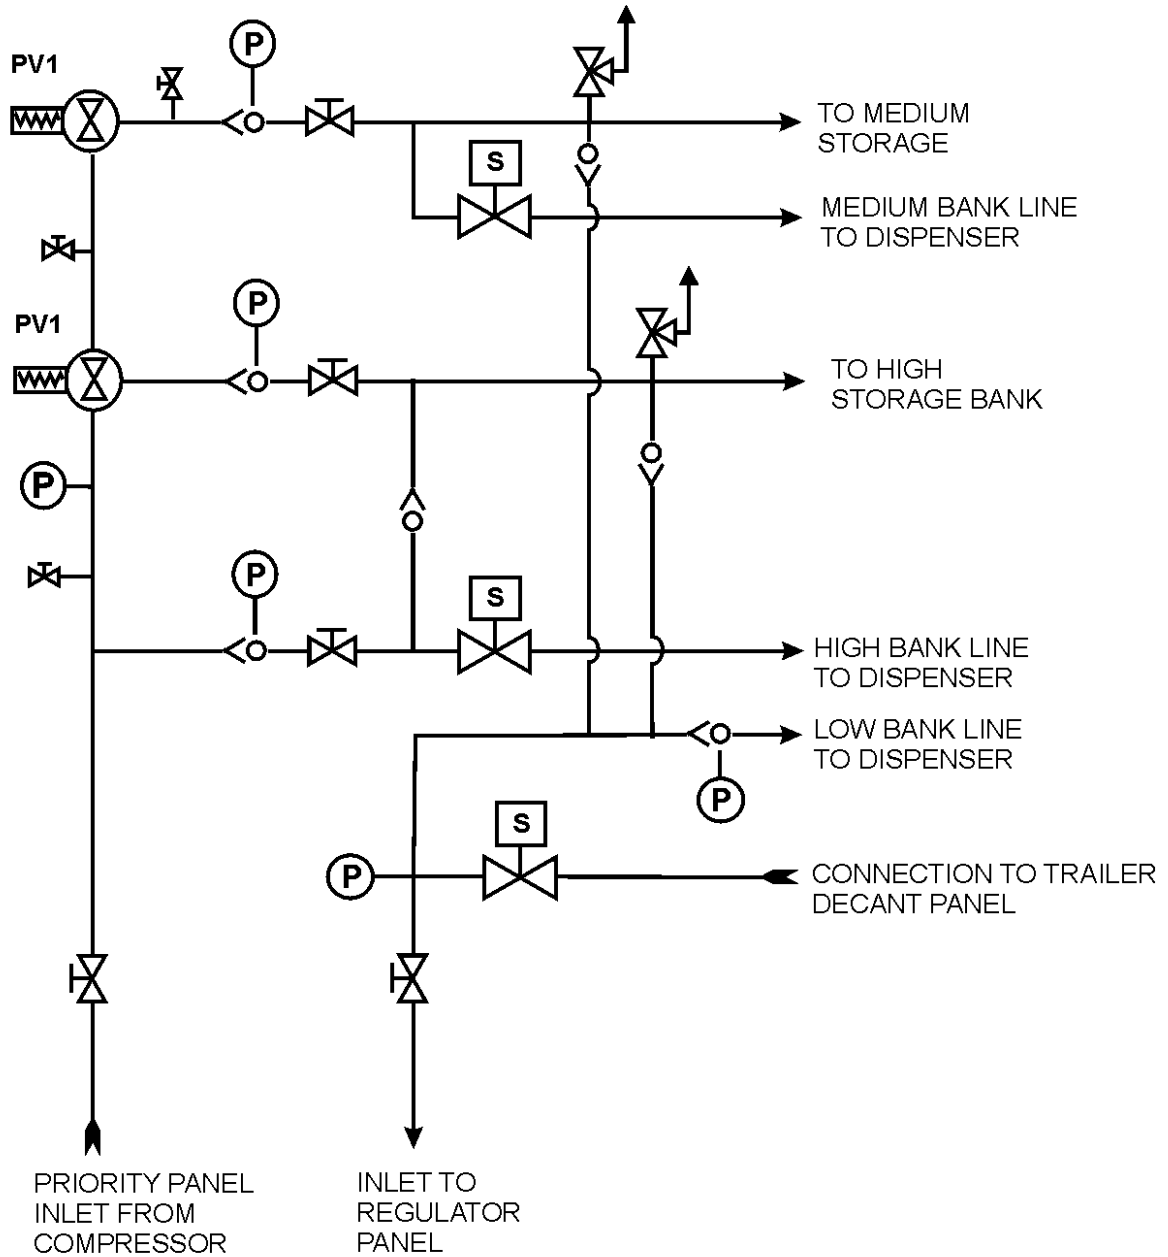 P
PV1
TO MEDIUM
STORAGE
S
MEDIUM BANK LINE
TO DISPENSER
P
PV1
TO HIGH
STORAGE BANK
P
P
S
HIGH BANK LINE
TO DISPENSER
LOW BANK LINE
TO DISPENSER
P
S
P
CONNECTION TO TRAILER
DECANT PANEL
PRIORITY PANEL
INLET FROM
COMPRESSOR
INLET TO
REGULATOR
PANEL